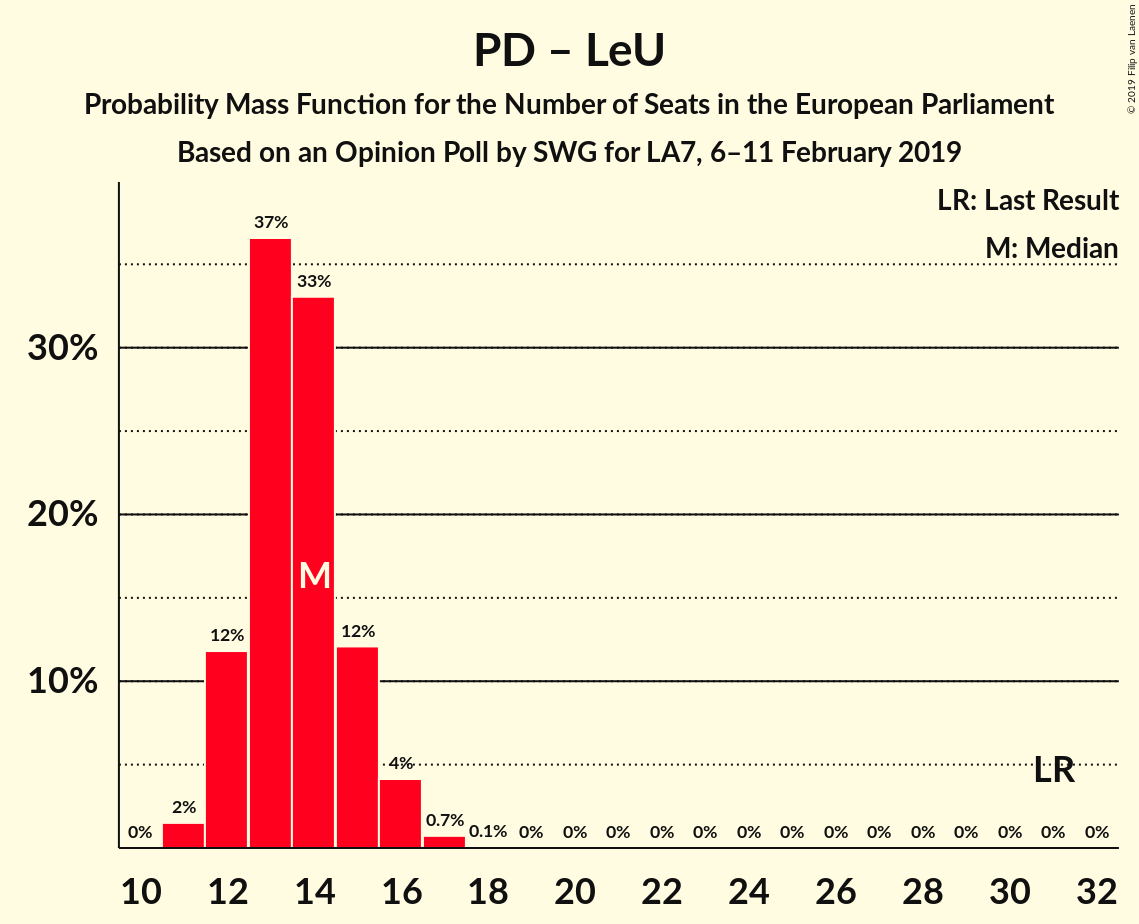 PD – LeU
Probability Mass Function for the Number of Seats in the European Parliament
Based on an Opinion Poll by SWG for LA7, 6–11 February 2019
© 2019 Filip van Laenen
LR: Last Result
M: Median
30%
20%
10%
0%
2%
12%
37%
33%
12%
4%
0.7%
0.1%
0%
0%
0%
0%
0%
0%
0%
0%
0%
0%
0%
0%
0%
0%
M
LR
10 12 14 16 18 20 22 24 26 28 30 32